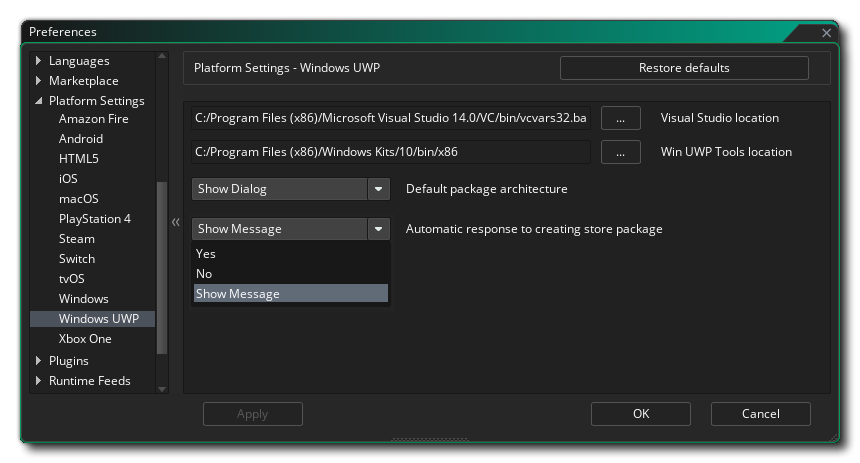 Preferences
Languages
Marketplace
Platform Settings
Amazon Fire
Android
HTML5
iOS
macOS
PlayStation 4
Steam
Switch
tvOS
Windows
Windows UWP
Xbox One
Plugins
Runtime Feeds
Platform Settings - Windows UWP
Restore defaults
C:/Program Files (x86)/Microsoft Visual Studio 14.0/VC/bin/vcvars32.ba
...
Visual Studio location
C:/Program Files (x86)/Windows Kits/10/bin/x86
...
Win UWP Tools location
Show Dialog
Default package architecture
Show Message
Automatic response to creating store package
Yes
No
Show Message
Apply
OK
Cancel